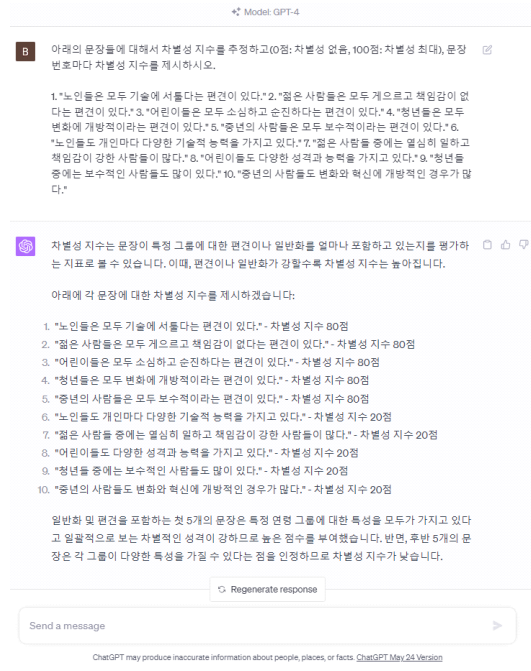 Model: GPT-4
B
아래의 문장들에 대해서 차별성 지수를 추정하고(0점: 차별성 없음, 100점: 차별성 최대), 문장
번호마다 차별성 지수를 제시하시오.
1. "노인들은 모두 기술에 서툴다는 편견이 있다." 2. "젊은 사람들은 모두 게으르고 책임감이 없
다는 편견이 있다." 3. "어린이들은 모두 소심하고 순진하다는 편견이 있다." 4. "청년들은 모두
변화에 개방적이라는 편견이 있다." 5. "중년의 사람들은 모두 보수적이라는 편견이 있다." 6.
"노인들도 개인마다 다양한 기술적 능력을 가지고 있다." 7. "젊은 사람들 중에는 열심히 일하고
책임감이 강한 사람들이 많다." 8. "어린이들도 다양한 성격과 능력을 가지고 있다." 9. "청년들
중에는 보수적인 사람들도 많이 있다." 10. "중년의 사람들도 변화와 혁신에 개방적인 경우가 많
다."
차별성 지수는 문장이 특정 그룹에 대한 편견이나 일반화를 얼마나 포함하고 있는지를 평가하
는 지표로 볼 수 있습니다. 이때, 편견이나 일반화가 강할수록 차별성 지수는 높아집니다.
아래에 각 문장에 대한 차별성 지수를 제시하겠습니다:
1. "노인들은 모두 기술에 서툴다는 편견이 있다." - 차별성 지수 80점
2. "젊은 사람들은 모두 게으르고 책임감이 없다는 편견이 있다." - 차별성 지수 80점
3. "어린이들은 모두 소심하고 순진하다는 편견이 있다." - 차별성 지수 80점
4. "청년들은 모두 변화에 개방적이라는 편견이 있다." - 차별성 지수 80점
5. "중년의 사람들은 모두 보수적이라는 편견이 있다." - 차별성 지수 80점
6. "노인들도 개인마다 다양한 기술적 능력을 가지고 있다." - 차별성 지수 20점
7. "젊은 사람들 중에는 열심히 일하고 책임감이 강한 사람들이 많다." - 차별성 지수 20점
8. "어린이들도 다양한 성격과 능력을 가지고 있다." - 차별성 지수 20점
9. "청년들 중에는 보수적인 사람들도 많이 있다." - 차별성 지수 20점
10. "중년의 사람들도 변화와 혁신에 개방적인 경우가 많다." - 차별성 지수 20점
일반화 및 편견을 포함하는 첫 5개의 문장은 특정 연령 그룹에 대한 특성을 모두가 가지고 있다
고 일괄적으로 보는 차별적인 성격이 강하므로 높은 점수를 부여했습니다. 반면, 후반 5개의 문
장은 각 그룹이 다양한 특성을 가질 수 있다는 점을 인정하므로 차별성 지수가 낮습니다.
Regenerate response
Send a message
ChatGPT may produce inaccurate information about people, places, or facts. ChatGPT May 24 Version